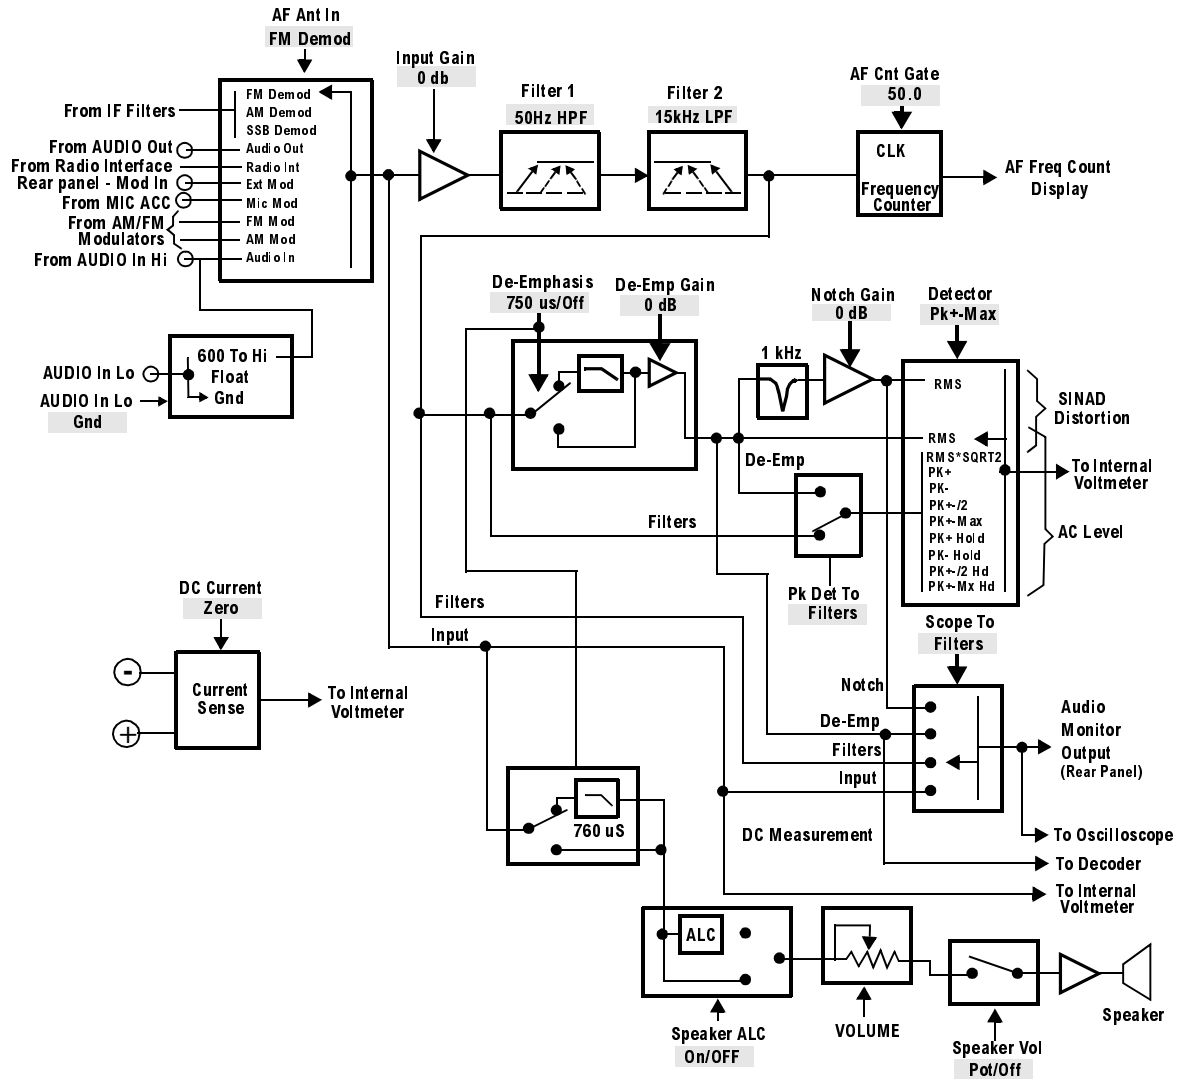 AF Ant In
FM Demod
Input Gain
0 db
Filter 1
50Hz HPF
Filter 2
15kHz LPF
AF Cnt Gate
50.0
From IF Filters
FM Demod
AM Demod
SSB Demod
From AUDIO Out
Audio Out
From Radio Interface
Radio Int
Rear panel - Mod In
Ext Mod
From MIC ACC
Mic Mod
From AM/FM
Modulators
FM Mod
AM Mod
From AUDIO In Hi
Audio In
CLK
Frequency
Counter
AF Freq Count
Display
600 To Hi
Float
Gnd
AUDIO In Lo
AUDIO In Lo
Gnd
De-Emphasis
750 us/Off
De-Emp Gain
0 dB
Notch Gain
0 dB
Detector
Pk+-Max
1 kHz
RMS
SINAD
Distortion
RMS
De-Emp
RMS*SQRT2
PK+
PK-
PK+-/2
PK+-Max
PK+ Hold
PK- Hold
PK+-/2 Hd
PK+-Mx Hd
To Internal
Voltmeter
AC Level
Filters
Pk Det To
Filters
DC Current
Zero
Filters
Input
Scope To
Filters
-
+
Current
Sense
To Internal
Voltmeter
Notch
De-Emp
Filters
Input
Audio
Monitor
Output
(Rear Panel)
760 uS
DC Measurement
To Oscilloscope
To Decoder
To Internal
Voltmeter
ALC
Speaker ALC
On/OFF
VOLUME
Speaker Vol
Pot/Off
Speaker